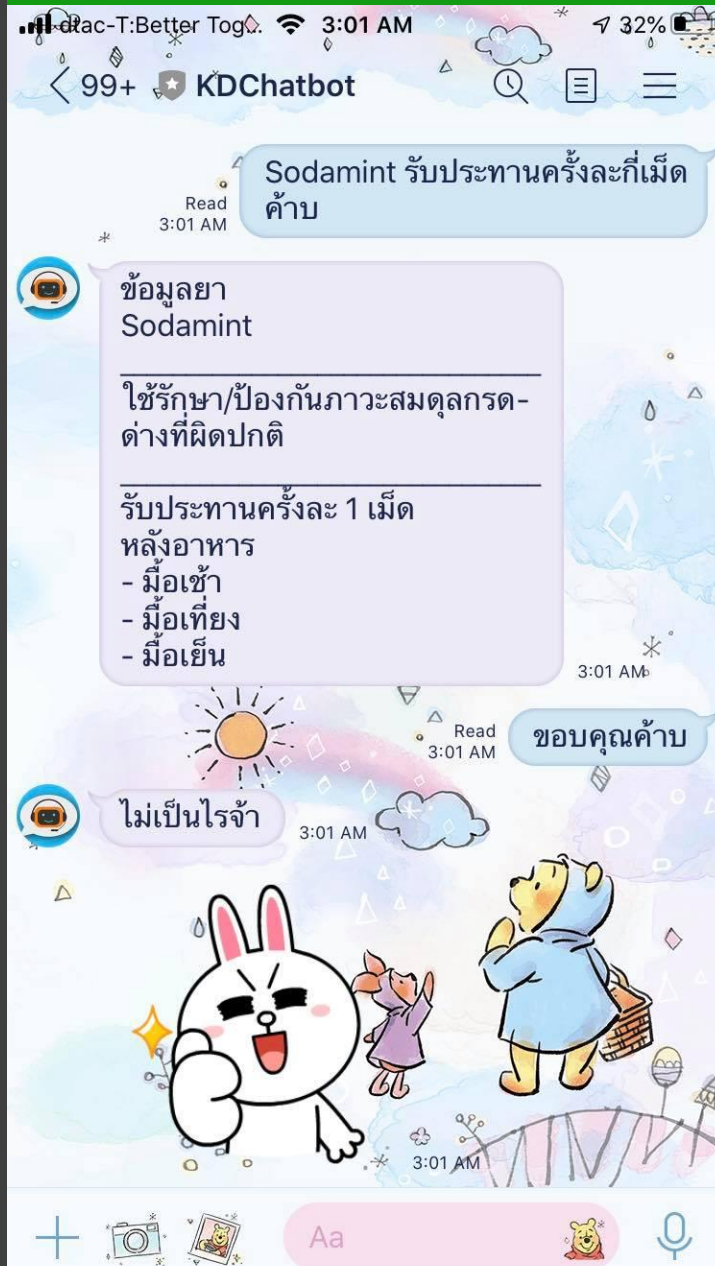 dtac-T:Better Tog... 3:01 AM 32%
99+ KDChatbot
Sodamint รับประทานครั้งละกี่เม็ด
ค้าบ
Read
3:01 AM
ข้อมูลยา
Sodamint
ใช้รักษา/ป้องกันภาวะสมดุลกรด-
ด่างที่ผิดปกติ
รับประทานครั้งละ 1 เม็ด
หลังอาหาร
- มื้อเช้า
- มื้อเที่ยง
- มื้อเย็น
3:01 AM
Read
3:01 AM
ขอบคุณค้าบ
ไม่เป็นไรจ้า
3:01 AM
3:01 AM
Aa